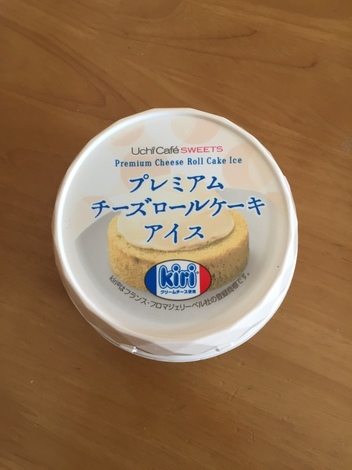 Uchi Café SWEETS
Premium Cheese Roll Cake Ice
プレミアム
チーズロールケーキ
アイス
kiri
クリームチーズ使用
kiri®はフランス・フロマジェリーベル社の登録商標です。